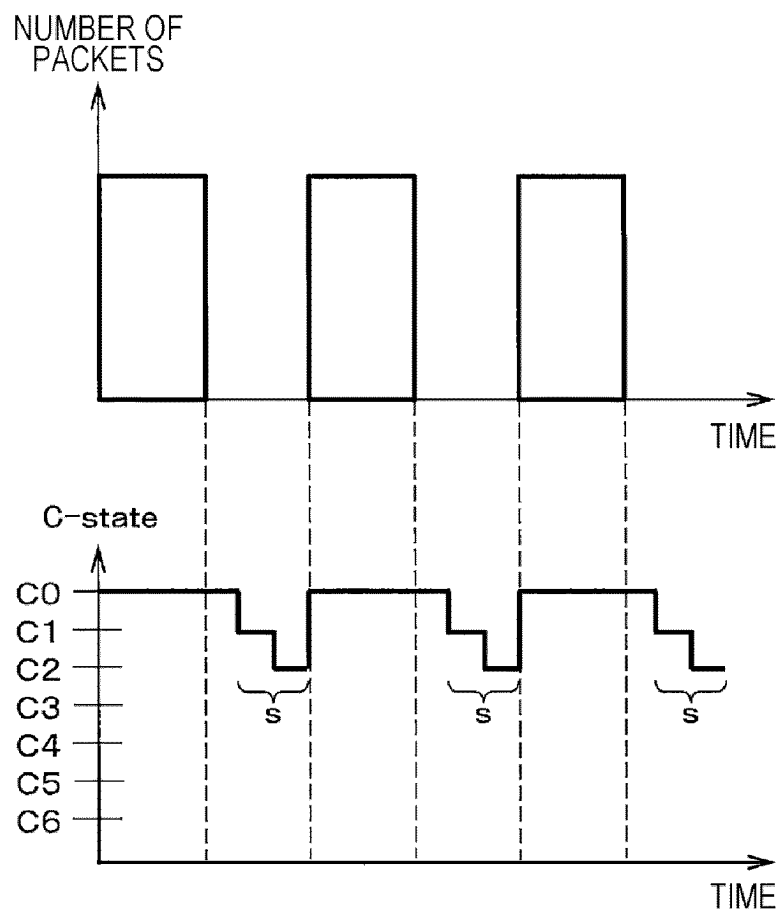 NUMBER OF
PACKETS
TIME
C-state
C0
C1
C2
C3
C4
C5
C6
s
s
s
TIME